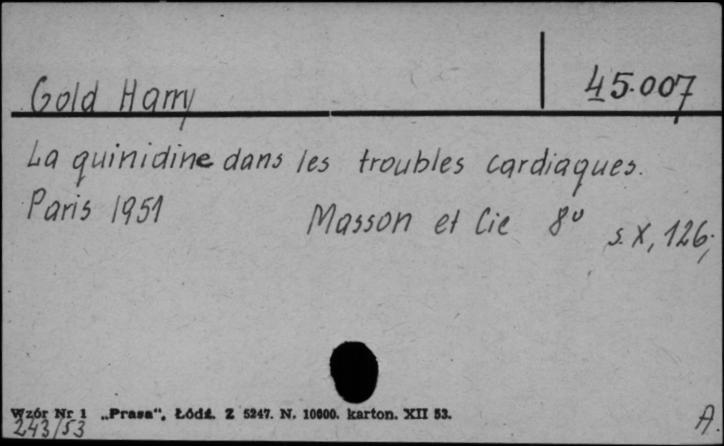 Gold Harry
45.007
La quinidine dans les troubles cardiaques.
Paris 1951 Masson et Cie 8° s. X, 126;
Wzór Nr 1 „Prasa“, Łódź. Z 5247. N. 10600. karton. XII 53.
243/53
A.